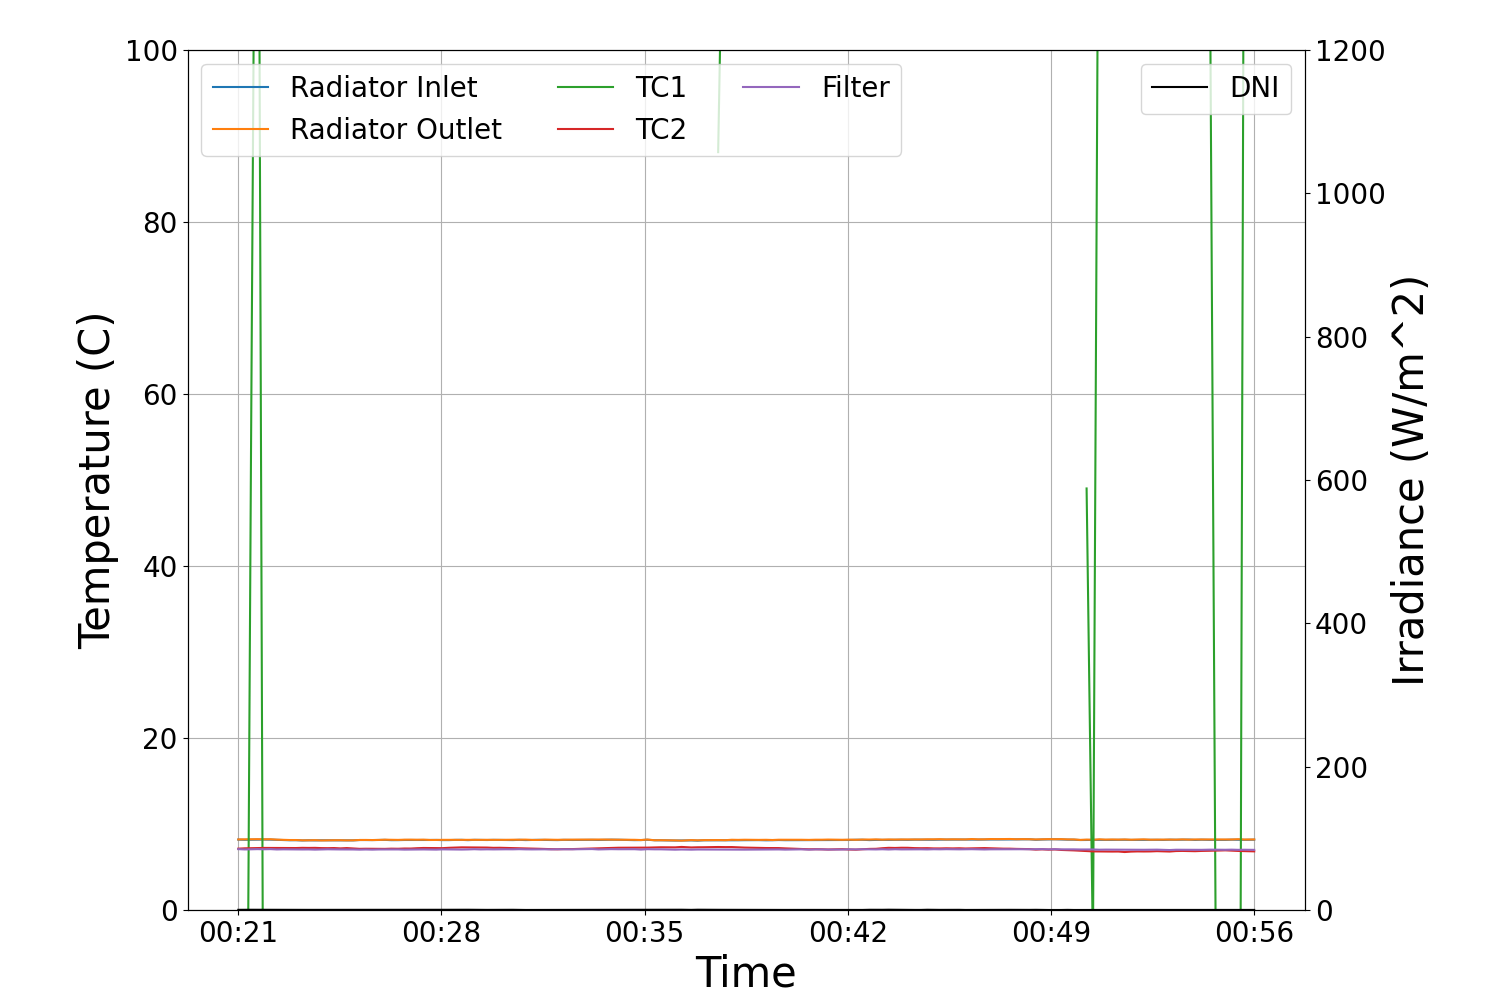 100
80
60
40
20
0
Temperature (C)
Radiator Inlet
Radiator Outlet
TC1
TC2
Filter
DNI
1200
1000
800
600
400
200
0
Irradiance (W/m^2)
00:21
00:28
00:35
00:42
00:49
00:56
Time